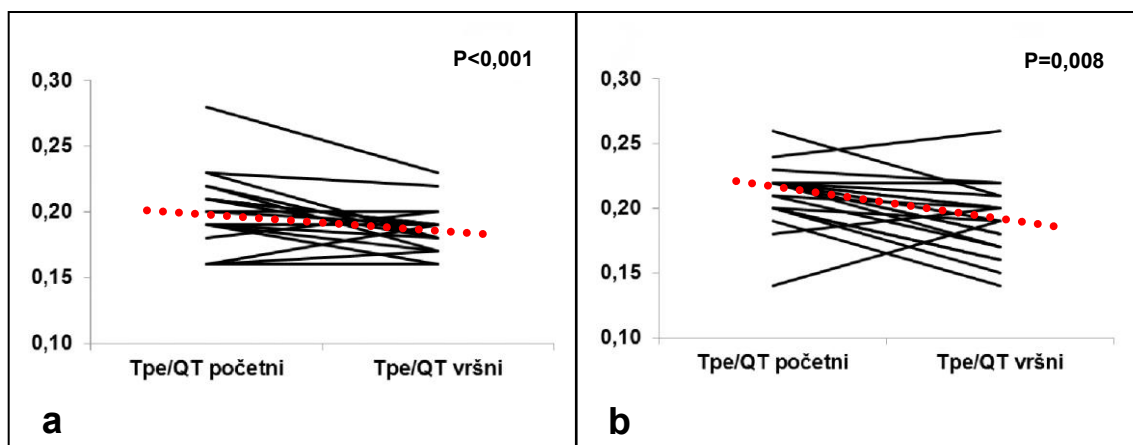 P<0,001
0,30
0,25
0,20
0,15
0,10
Tpe/QT početni Tpe/QT vršni
a
P=0,008
0,30
0,25
0,20
0,15
0,10
Tpe/QT početni Tpe/QT vršni
b